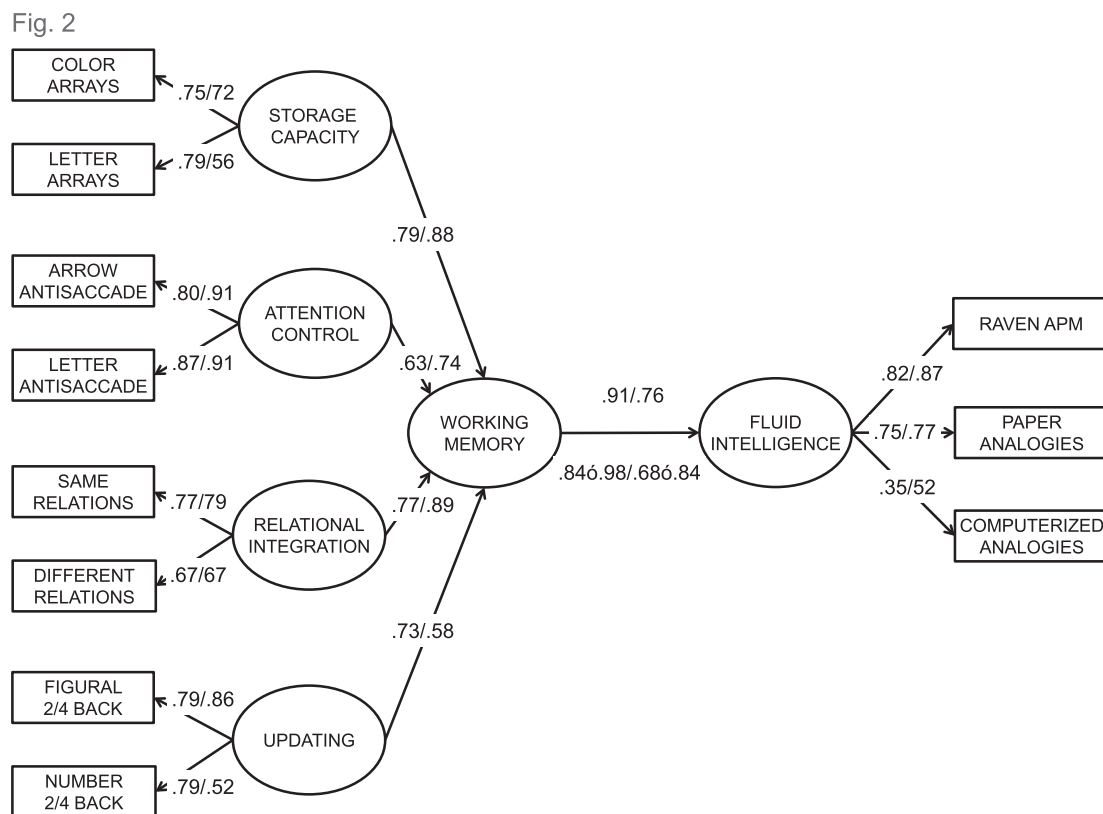 Fig. 2
COLOR
ARRAYS
.75/72
STORAGE
CAPACITY
LETTER
ARRAYS
.79/56
.79/.88
ARROW
ANTISACCADE
.80/.91
ATTENTION
CONTROL
LETTER
ANTISACCADE
.87/.91
.63/.74
RAVEN APM
.82/.87
WORKING
MEMORY
.91/.76
.84ó.98/.68ó.84
FLUID
INTELLIGENCE
.75/.77
PAPER
ANALOGIES
.35/52
COMPUTERIZED
ANALOGIES
SAME
RELATIONS
.77/79
RELATIONAL
INTEGRATION
.77/.89
DIFFERENT
RELATIONS
.67/67
.73/.58
FIGURAL
2/4 BACK
.79/.86
UPDATING
NUMBER
2/4 BACK
.79/.52